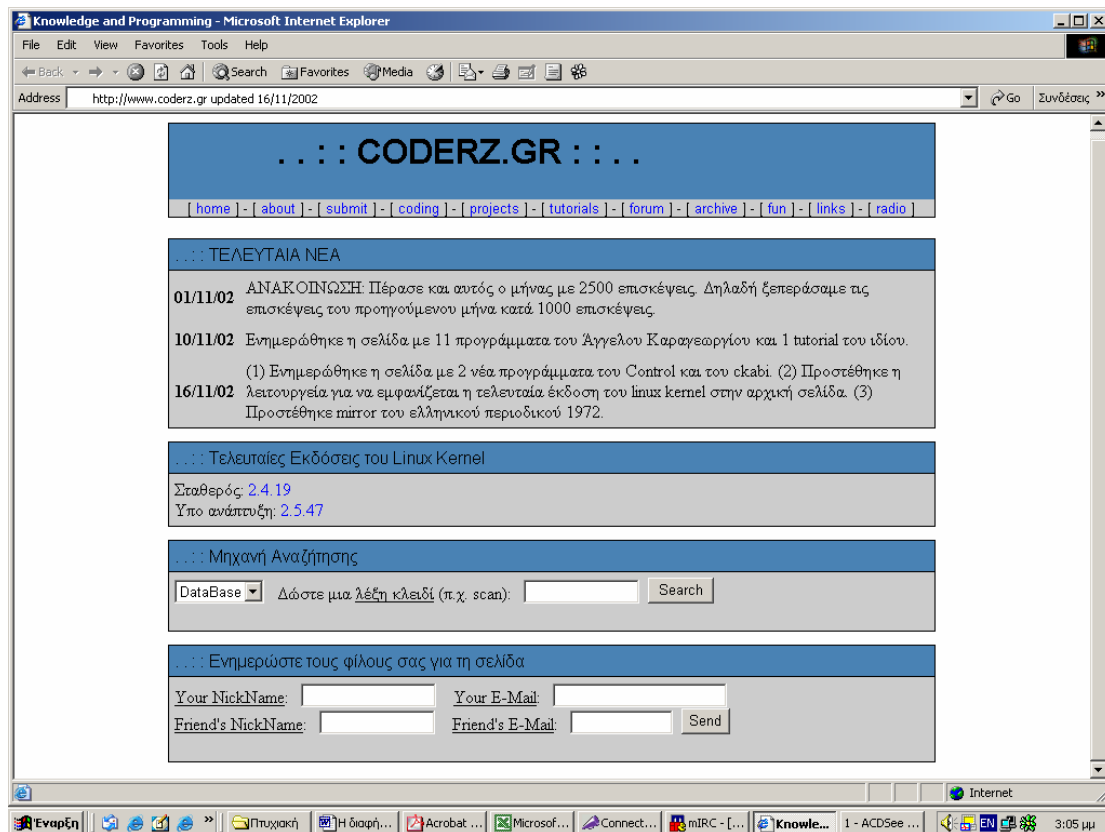 Knowledge and Programming - Microsoft Internet Explorer
File Edit View Favorites Tools Help
Back Search Favorites Media
Address http://www.coderz.gr updated 16/11/2002 Go Συνδέσεις »
. . : : CODERZ.GR : : . .
[ home ] - [ about ] - [ submit ] - [ coding ] - [ projects ] - [ tutorials ] - [ forum ] - [ archive ] - [ fun ] - [ links ] - [ radio ]
. . : : ΤΕΛΕΥΤΑΙΑ ΝΕΑ
01/11/02 ΑΝΑΚΟΙΝΩΣΗ: Πέρασε και αυτός ο μήνας με 2500 επισκέψεις. Δηλαδή ξεπεράσαμε τις
επισκέψεις του προηγούμενου μήνα κατά 1000 επισκέψεις.
10/11/02 Ενημερώθηκε η σελίδα με 11 προγράμματα του Άγγελου Καραγεωργίου και 1 tutorial του ιδίου.
(1) Ενημερώθηκε η σελίδα με 2 νέα προγράμματα του Control και του ckabi. (2) Προστέθηκε η
16/11/02 λειτουργεία για να εμφανίζεται η τελευταία έκδοση του linux kernel στην αρχική σελίδα. (3)
Προστέθηκε mirror του ελληνικού περιοδικού 1972.
. . : : Τελευταίες Εκδόσεις του Linux Kernel
Σταθερός: 2.4.19
Υπο ανάπτυξη: 2.5.47
. . : : Μηχανή Αναζήτησης
DataBase Δώστε μια λέξη κλειδί (π.χ. scan): Search
. . : : Ενημερώστε τους φίλους σας για τη σελίδα
Your NickName: Your E-Mail:
Friend's NickName: Friend's E-Mail: Send
Internet
Έναρξη » Πτυχιακή Η διαφή... Acrobat ... Microsof... Connect... mIRC - [... Knowle... 1 - ACDSee ... EN 3:05 μμ